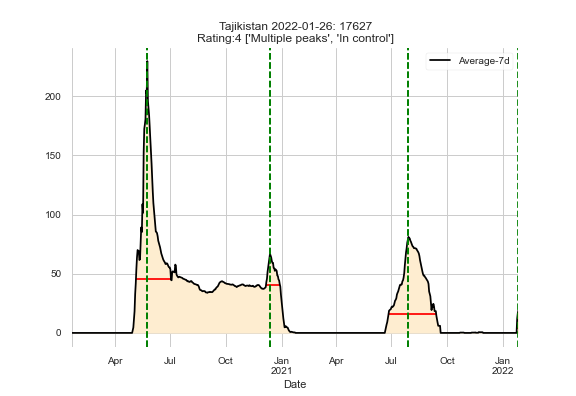 Tajikistan 2022-01-26: 17627
Rating:4 ['Multiple peaks', 'In control']
Average-7d
200
150
100
50
0
Apr Jul Oct Jan Apr Jul Oct Jan
2021 2022
Date